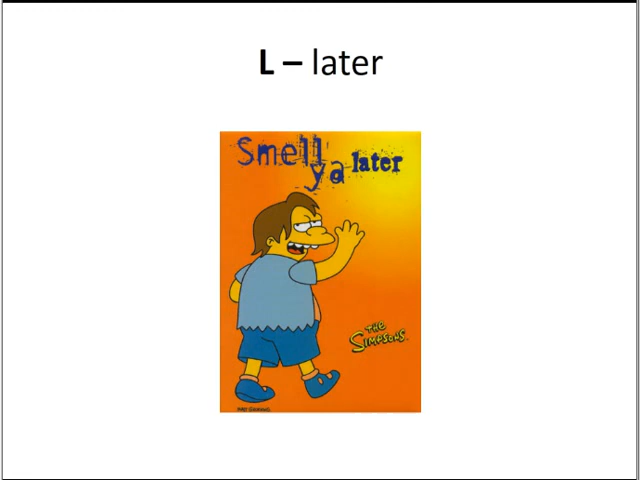 L – later
Smell
ya later
THE
SIMPSONS